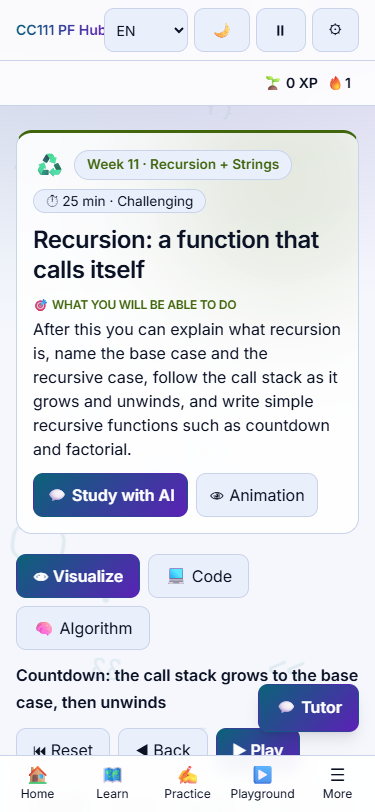 CC111 PF Hub EN
0 XP 1
Week 11 · Recursion + Strings
25 min · Challenging
Recursion: a function that
calls itself
WHAT YOU WILL BE ABLE TO DO
After this you can explain what recursion
is, name the base case and the
recursive case, follow the call stack as it
grows and unwinds, and write simple
recursive functions such as countdown
and factorial.
Study with AI Animation
Visualize Code
Algorithm
Countdown: the call stack grows to the base
case, then unwinds
Tutor
Reset Back Play
Home Learn Practice Playground Menu